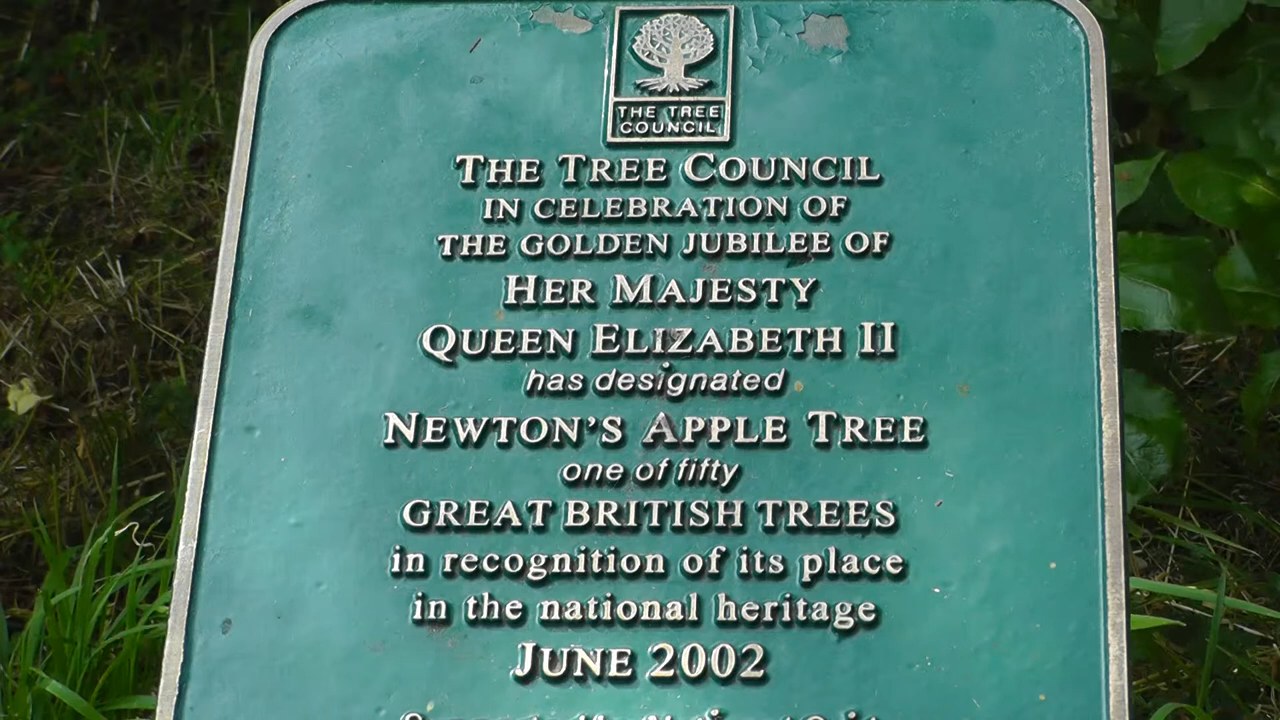 THE TREE
COUNCIL
THE TREE COUNCIL
IN CELEBRATION OF
THE GOLDEN JUBILEE OF
HER MAJESTY
QUEEN ELIZABETH II
has designated
NEWTON'S APPLE TREE
one of fifty
GREAT BRITISH TREES
in recognition of its place
in the national heritage
JUNE 2002